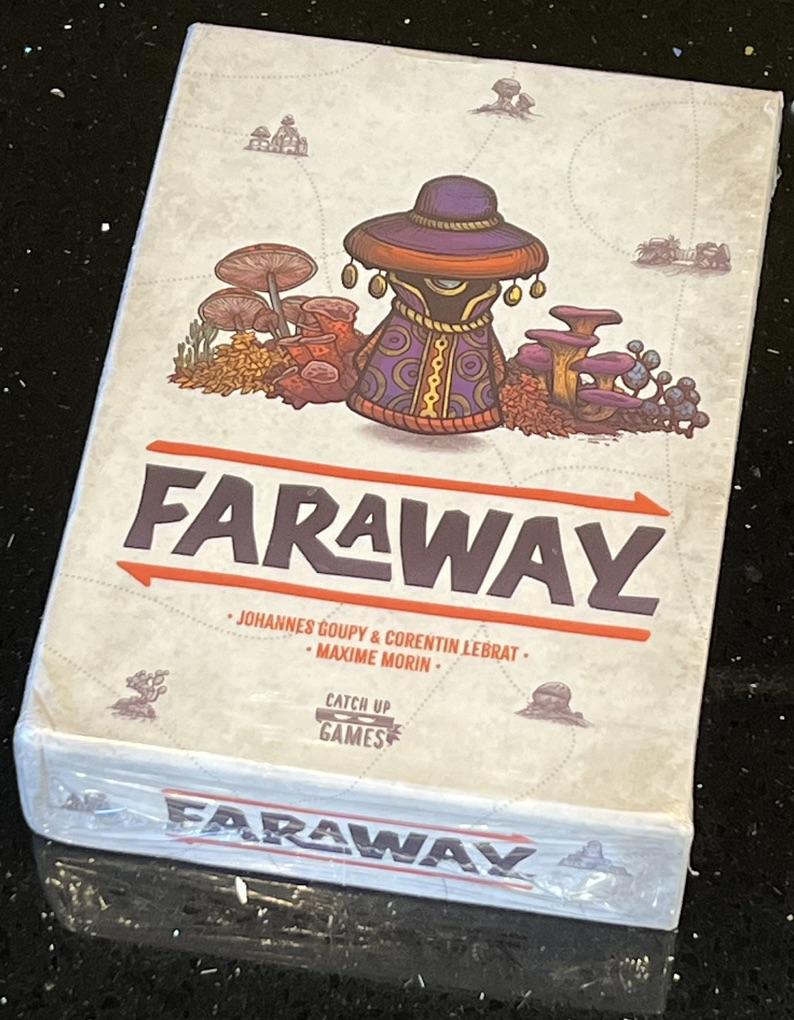 FARAWAY
• JOHANNES GOUPY & CORENTIN LEBRAT •
• MAXIME MORIN •
CATCH UP
GAMES
FARAWAY